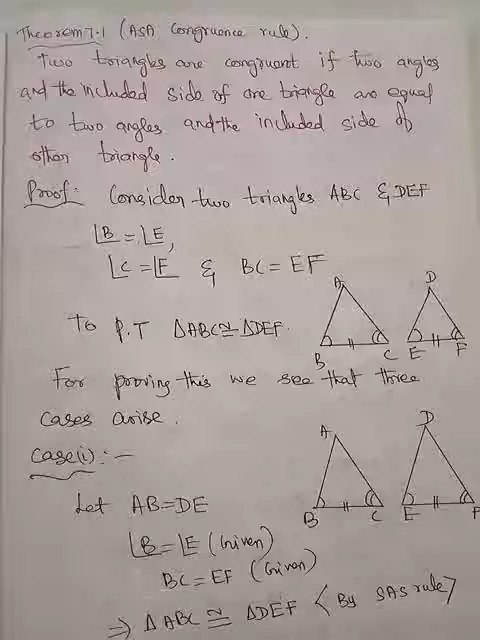 Theorem 7.1 (ASA Congruence rule).
Two triangles are congruent if two angles
and the included side of one triangle are equal
to two angles and the included side of
other triangle.
Proof: Consider two triangles ABC & DEF
∠B = ∠E,
∠C = ∠F & BC = EF
A D
To P.T ΔABC ≅ ΔDEF.
B C E F
For proving this we see that three
cases arise.
Case(i): –
A D
Let AB = DE
B C E F
∠B = ∠E (Given)
BC = EF (Given)
⇒ Δ ABC ≅ ΔDEF < By SAS rule>